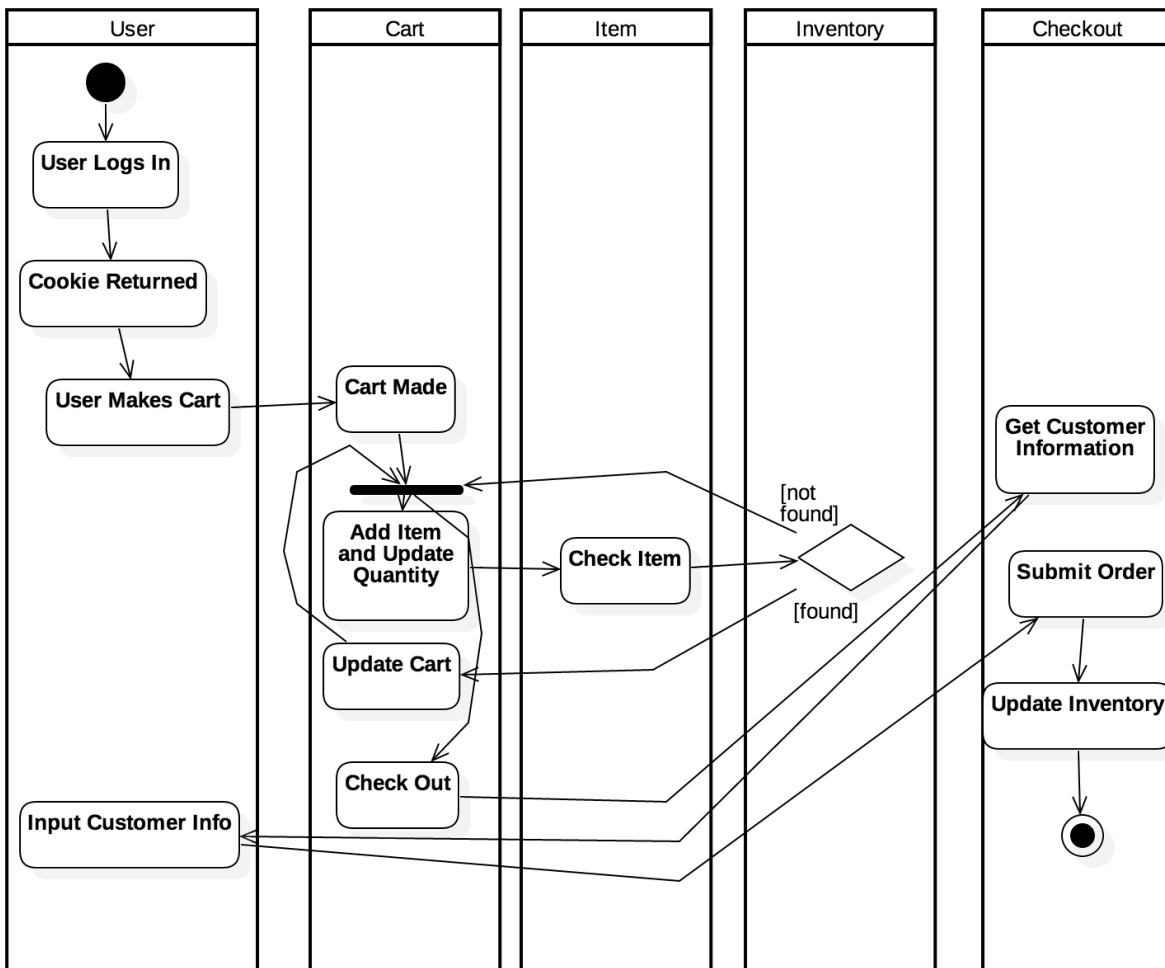 User
Cart
Item
Inventory
Checkout
User Logs In
Cookie Returned
User Makes Cart
Cart Made
Add Item
and Update
Quantity
Update Cart
Check Out
Input Customer Info
Check Item
[not
found]
[found]
Get Customer
Information
Submit Order
Update Inventory